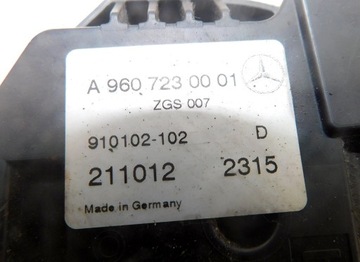 A 960 723 00 01
ZGS 007
910102-102 D
211012 2315
Made in Germany